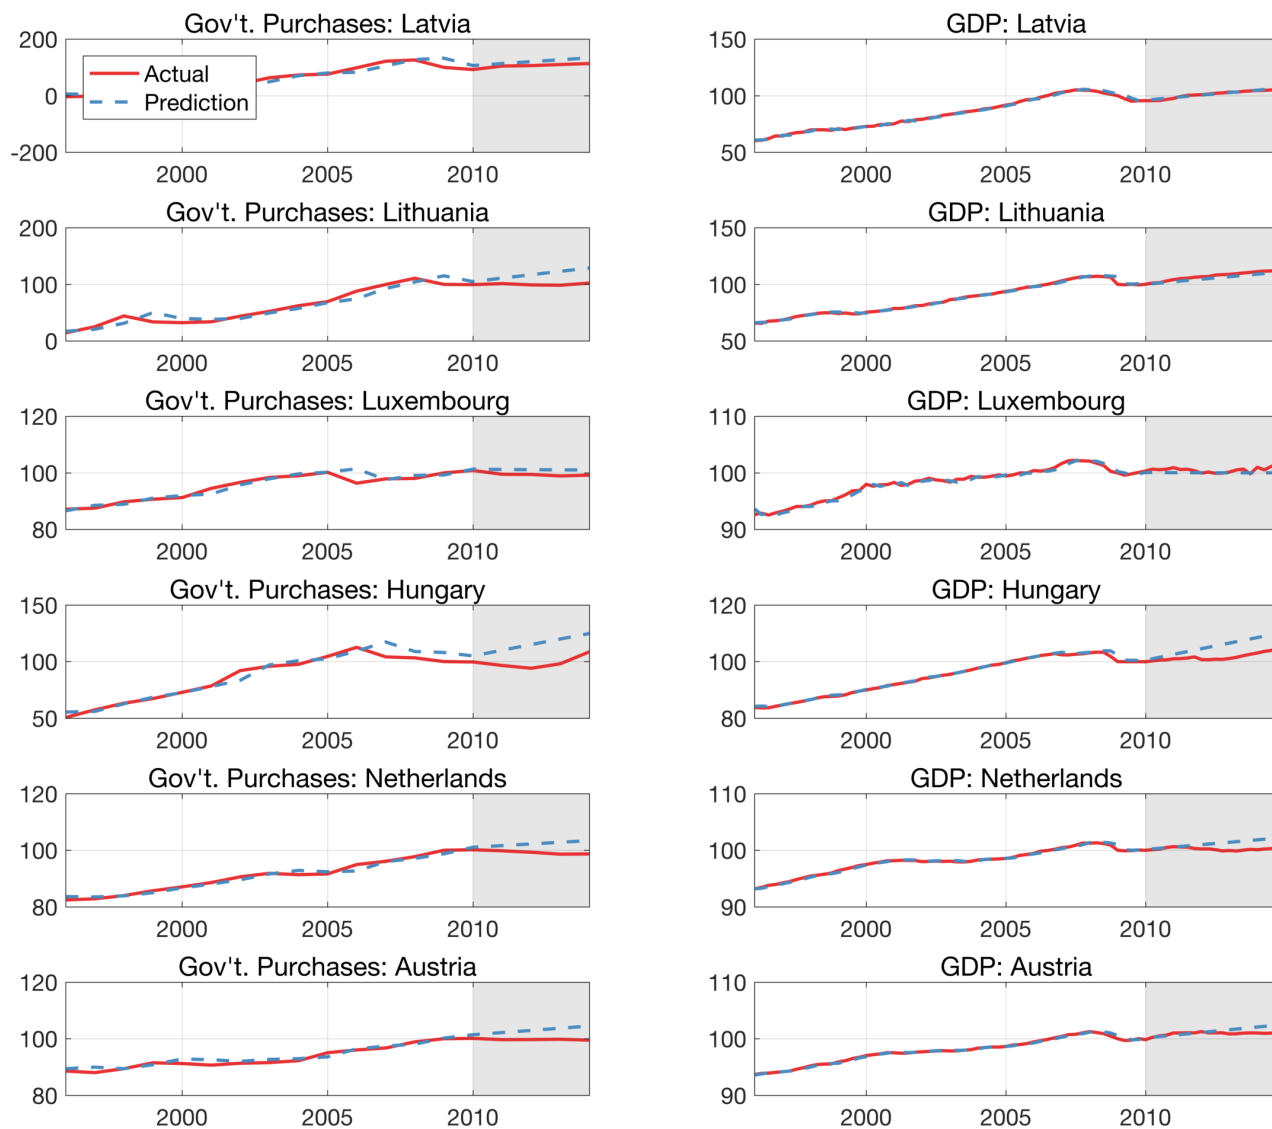 Gov't. Purchases: Latvia
200
0
-200
Actual
Prediction
2000 2005 2010
GDP: Latvia
150
100
50
2000 2005 2010
Gov't. Purchases: Lithuania
200
100
0
2000 2005 2010
GDP: Lithuania
150
100
50
2000 2005 2010
Gov't. Purchases: Luxembourg
120
100
80
2000 2005 2010
GDP: Luxembourg
110
100
90
2000 2005 2010
Gov't. Purchases: Hungary
150
100
50
2000 2005 2010
GDP: Hungary
120
100
80
2000 2005 2010
Gov't. Purchases: Netherlands
120
100
80
2000 2005 2010
GDP: Netherlands
110
100
90
2000 2005 2010
Gov't. Purchases: Austria
120
100
80
2000 2005 2010
GDP: Austria
110
100
90
2000 2005 2010